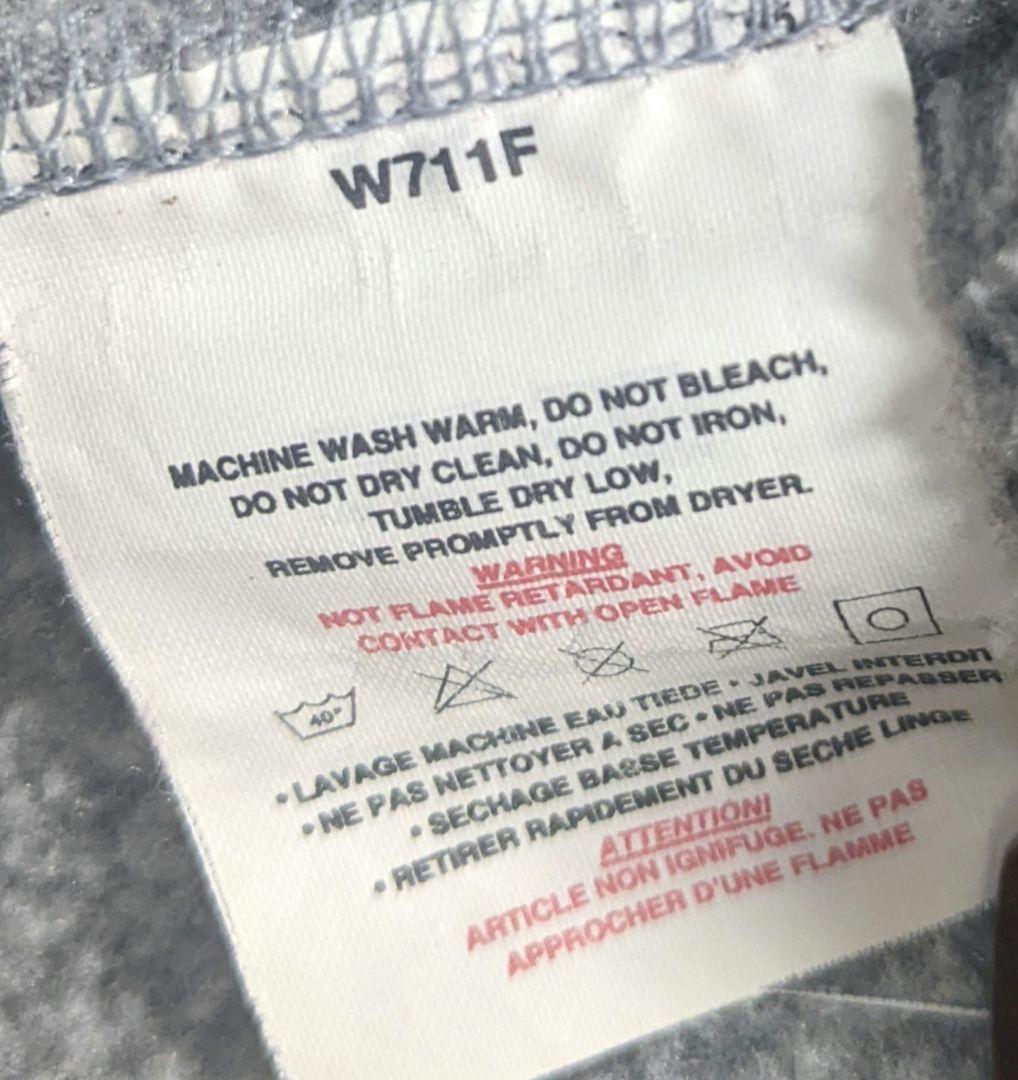 W711F
MACHINE WASH WARM, DO NOT BLEACH,
DO NOT DRY CLEAN, DO NOT IRON,
TUMBLE DRY LOW,
REMOVE PROMPTLY FROM DRYER.
WARNING
NOT FLAME RETARDANT, AVOID
CONTACT WITH OPEN FLAME
40°
• LAVAGE MACHINE EAU TIEDE • JAVEL INTERDIT
• NE PAS NETTOYER A SEC • NE PAS REPASSER
• SECHAGE BASSE TEMPERATURE
• RETIRER RAPIDEMENT DU SECHE LINGE
ATTENTION!
ARTICLE NON IGNIFUGE. NE PAS
APPROCHER D'UNE FLAMME